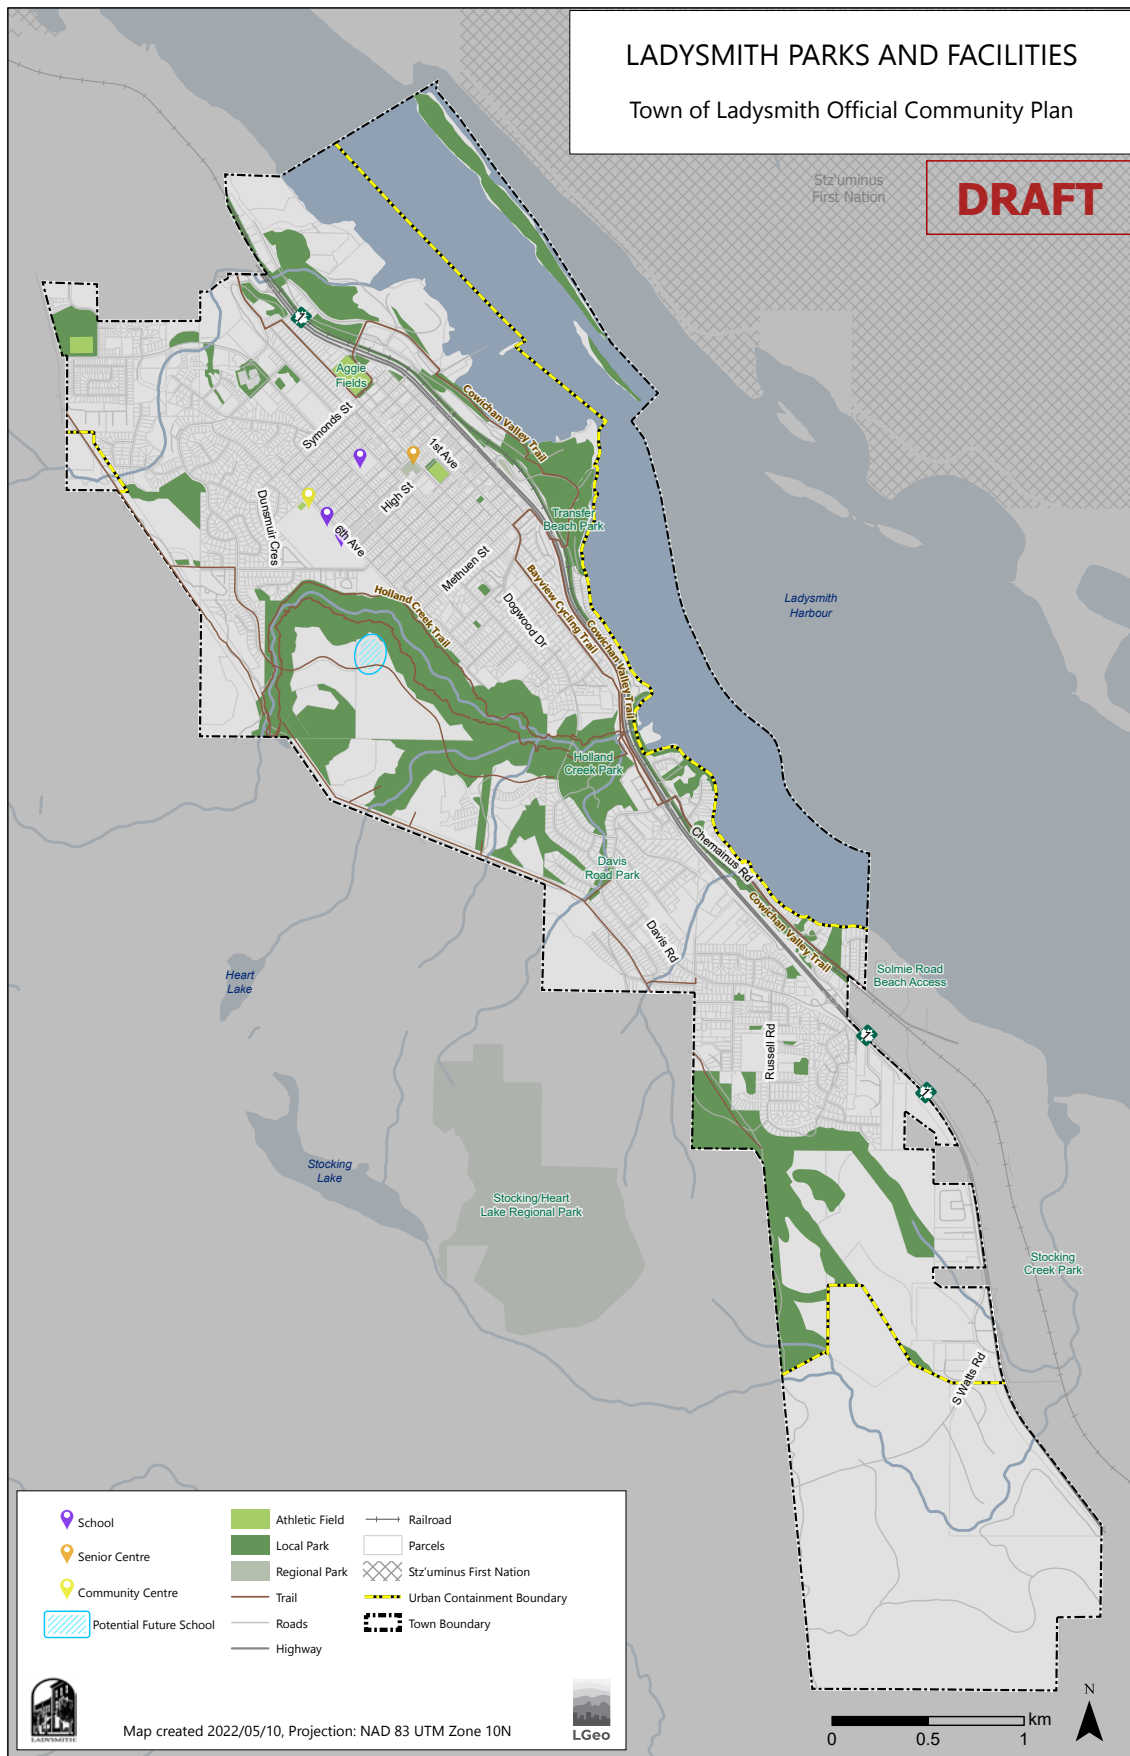 LADYSMITH PARKS AND FACILITIES
Town of Ladysmith Official Community Plan
DRAFT
Stz'uminus
First Nation
1
Aggie
Fields
Symonds St
Cowichan Valley Trail
1st Ave
High St
Dunsmuir Cres
6th Ave
Transfer
Beach Park
Methuen St
Bayview Cycling Trail
Dogwood Dr
Holland Creek Trail
Cowichan Valley Trail
Ladysmith
Harbour
Holland
Creek Park
Chemainus Rd
Davis
Road Park
Cowichan Valley Trail
Davis Rd
Solmie Road
Beach Access
Heart
Lake
Russell Rd
1
1
Stocking
Lake
Stocking/Heart
Lake Regional Park
Stocking
Creek Park
S Watts Rd
School
Senior Centre
Community Centre
Potential Future School
Athletic Field
Local Park
Regional Park
Trail
Roads
Highway
Railroad
Parcels
Stz'uminus First Nation
Urban Containment Boundary
Town Boundary
LADYSMITH
Map created 2022/05/10, Projection: NAD 83 UTM Zone 10N
LGeo
km
0 0.5 1
N